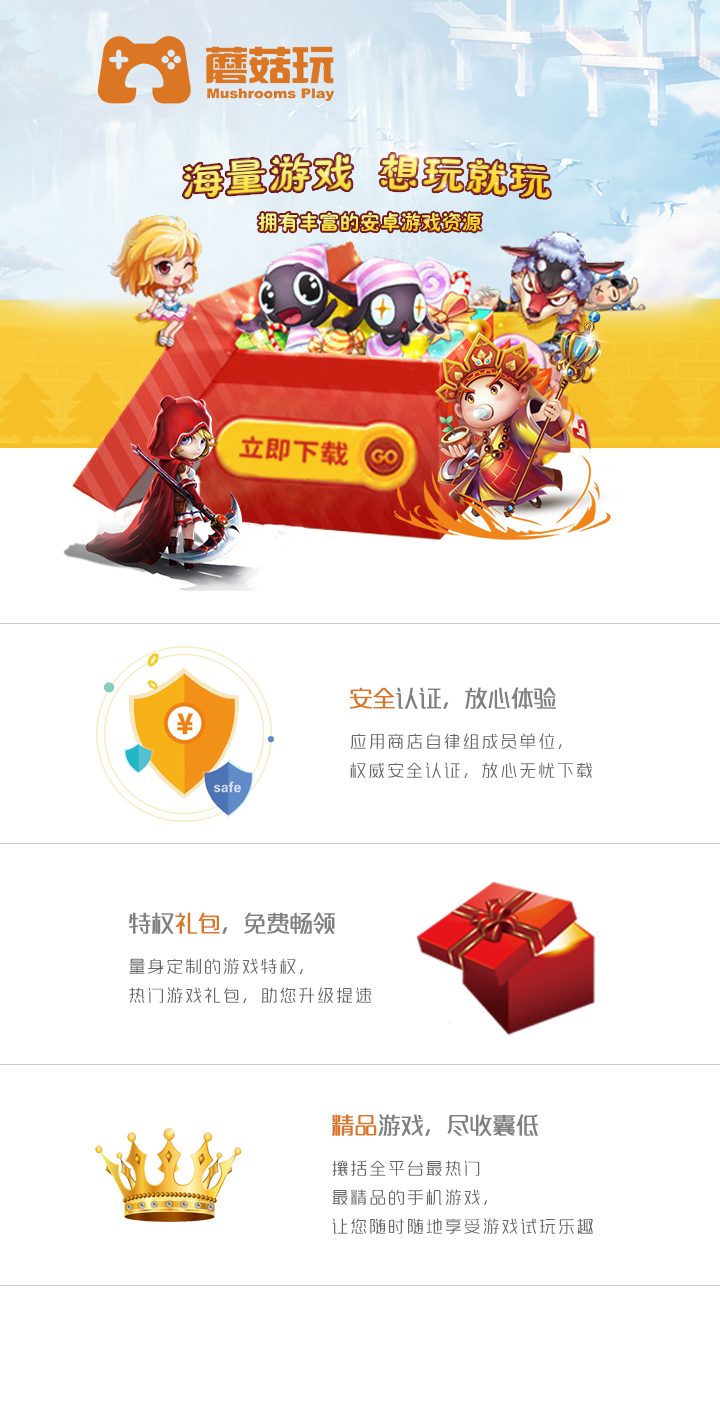 蘑菇玩
Mushrooms Play
海量游戏 想玩就玩
拥有丰富的安卓游戏资源
立即下载 GO
¥
safe
安全认证，放心体验
应用商店自律组成员单位，
权威安全认证，放心无忧下载
特权礼包，免费畅领
量身定制的游戏特权，
热门游戏礼包，助您升级提速
精品游戏，尽收囊低
攘括全平台最热门
最精品的手机游戏，
让您随时随地享受游戏试玩乐趣